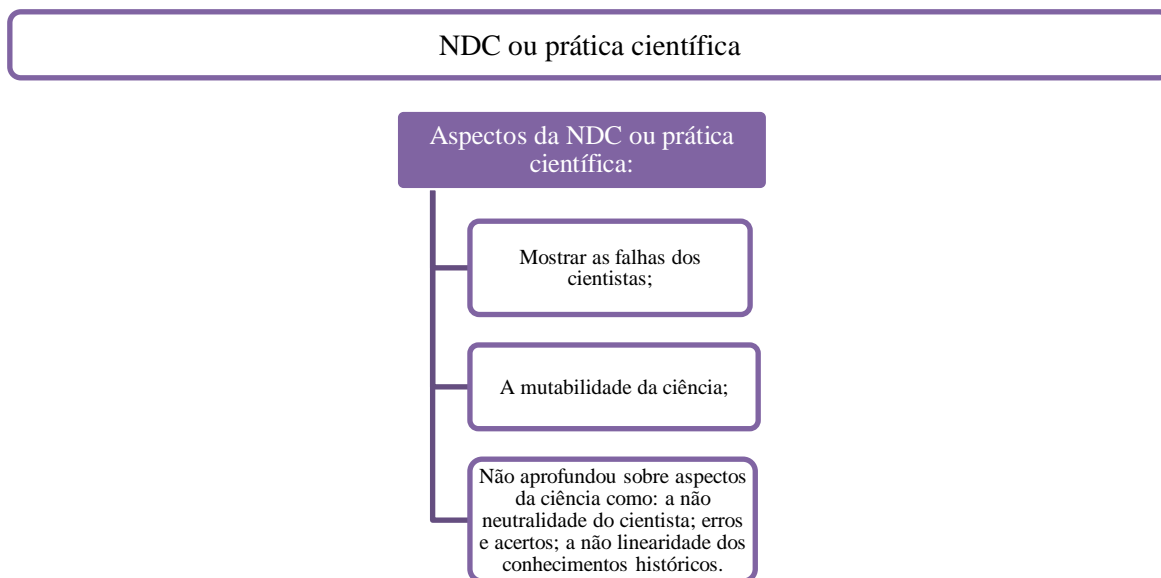 NDC ou prática científica
Aspectos da NDC ou prática
científica:
Mostrar as falhas dos
cientistas;
A mutabilidade da ciência;
Não aprofundou sobre aspectos
da ciência como: a não
neutralidade do cientista; erros
e acertos; a não linearidade dos
conhecimentos históricos.